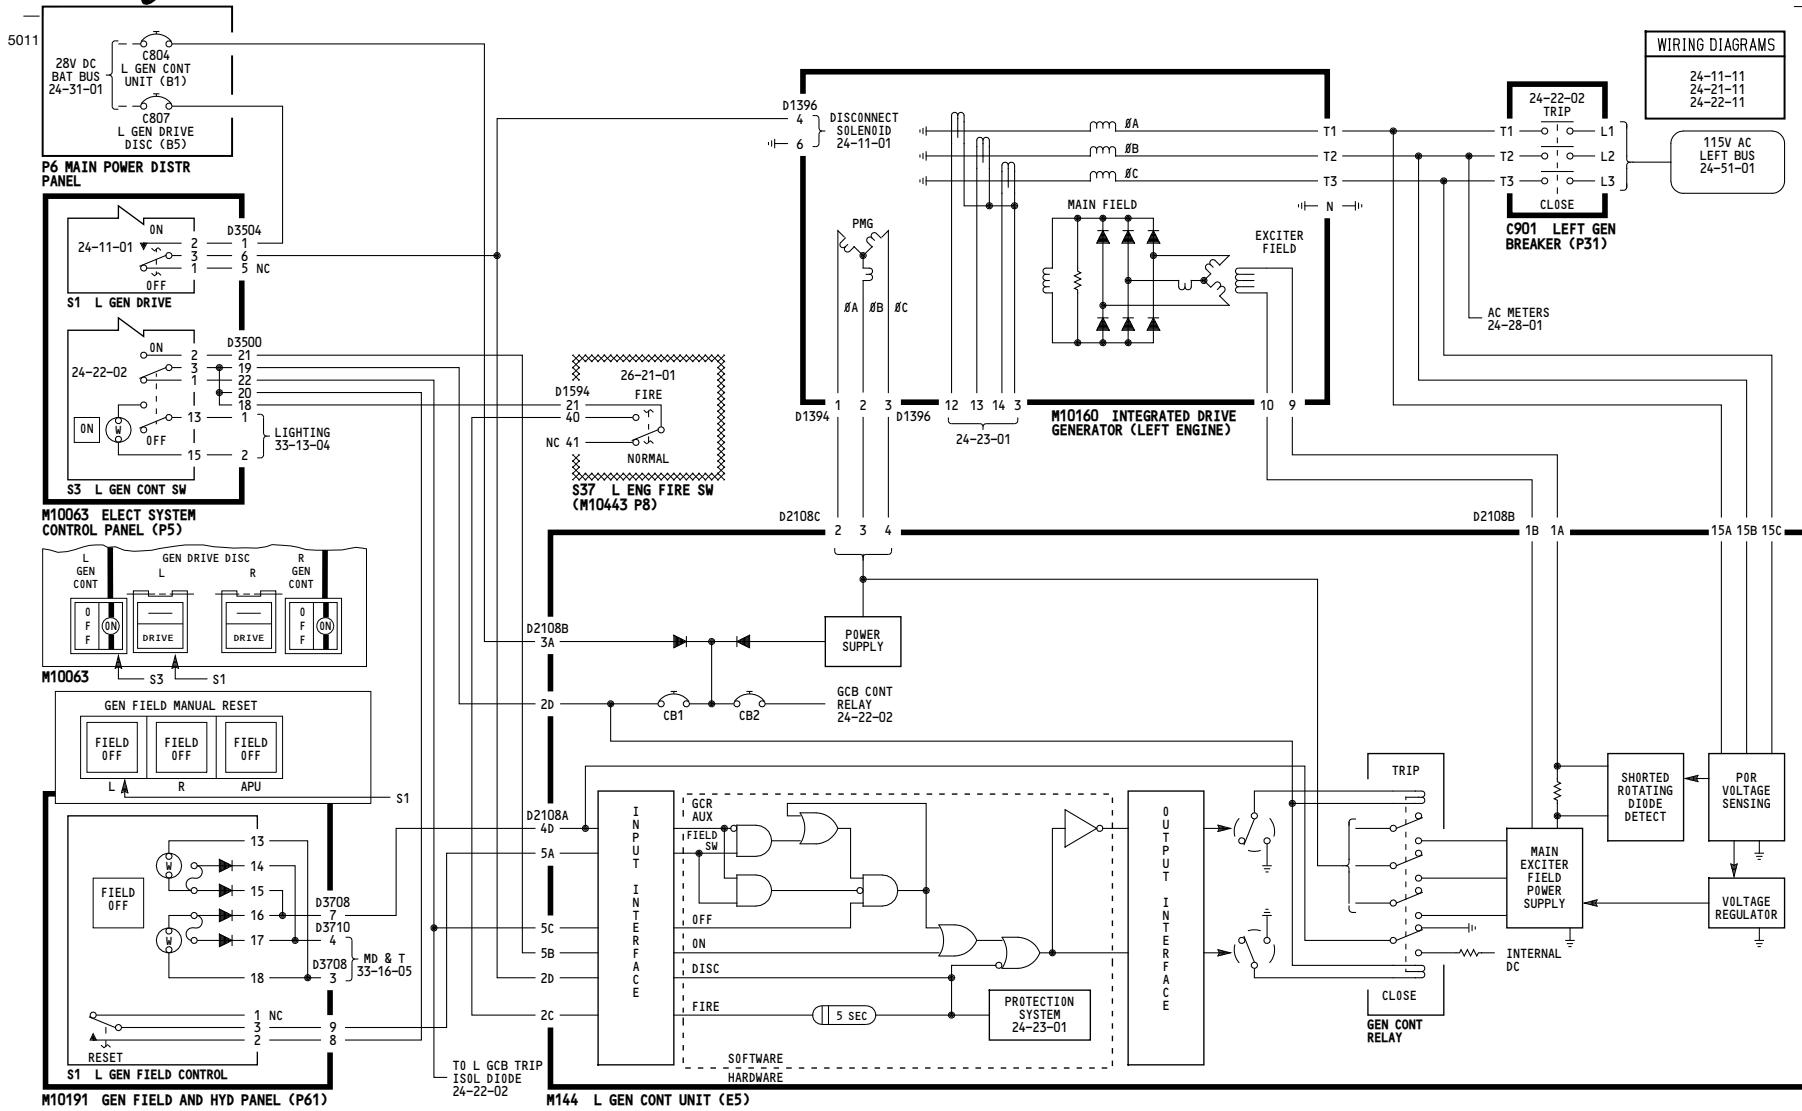 5011
28V DC
BAT BUS
24-31-01
C804
L GEN CONT
UNIT (B1)
C807
L GEN DRIVE
DISC (B5)
P6 MAIN POWER DISTR
PANEL
D3504
ON
24-11-01
2 1
3 6
1 5 NC
OFF
S1 L GEN DRIVE
D3500
ON
24-22-02
2 21
3 19
1 22
20
18
13 1
ON
W
OFF
15 2
LIGHTING
33-13-04
S3 L GEN CONT SW
M10063 ELECT SYSTEM
CONTROL PANEL (P5)
L
GEN
CONT
GEN DRIVE DISC
L
R
R
GEN
CONT
O
F
F
ON
DRIVE
DRIVE
O
F
F
ON
M10063
S3
S1
GEN FIELD MANUAL RESET
FIELD
OFF
FIELD
OFF
FIELD
OFF
L
R
APU
S1
13
W
14
15
FIELD
OFF
D3708
16 7
D3710
W
17 4
D3708
18 3
MD & T
33-16-05
1 NC
3 9
2 8
RESET
S1 L GEN FIELD CONTROL
M10191 GEN FIELD AND HYD PANEL (P61)
TO L GCB TRIP
ISOL DIODE
24-22-02
26-21-01
D1594
FIRE
21
40
NC 41
NORMAL
S37 L ENG FIRE SW
(M10443 P8)
D1396
4
6
DISCONNECT
SOLENOID
24-11-01
ØA
ØB
ØC
T1
T2
T3
N
MAIN FIELD
PMG
EXCITER
FIELD
ØA ØB ØC
D1394
1 2 3
D1396
12 13 14 3
24-23-01
10 9
M10160 INTEGRATED DRIVE
GENERATOR (LEFT ENGINE)
24-22-02
TRIP
T1 L1
T2 L2
T3 L3
CLOSE
C901 LEFT GEN
BREAKER (P31)
WIRING DIAGRAMS
24-11-11
24-21-11
24-22-11
115V AC
LEFT BUS
24-51-01
AC METERS
24-28-01
D2108C
2 3 4
D2108B
1B 1A
15A 15B 15C
D2108B
3A
POWER
SUPPLY
2D
CB1
CB2
GCB CONT
RELAY
24-22-02
D2108A
4D
5A
5C
5B
2D
2C
INPUT INTERFACE
GCR
AUX
FIELD
SW
OFF
ON
DISC
FIRE
5 SEC
PROTECTION
SYSTEM
24-23-01
SOFTWARE
HARDWARE
OUTPUT INTERFACE
TRIP
CLOSE
GEN CONT
RELAY
MAIN
EXCITER
FIELD
POWER
SUPPLY
INTERNAL
DC
SHORTED
ROTATING
DIODE
DETECT
POR
VOLTAGE
SENSING
VOLTAGE
REGULATOR
M144 L GEN CONT UNIT (E5)